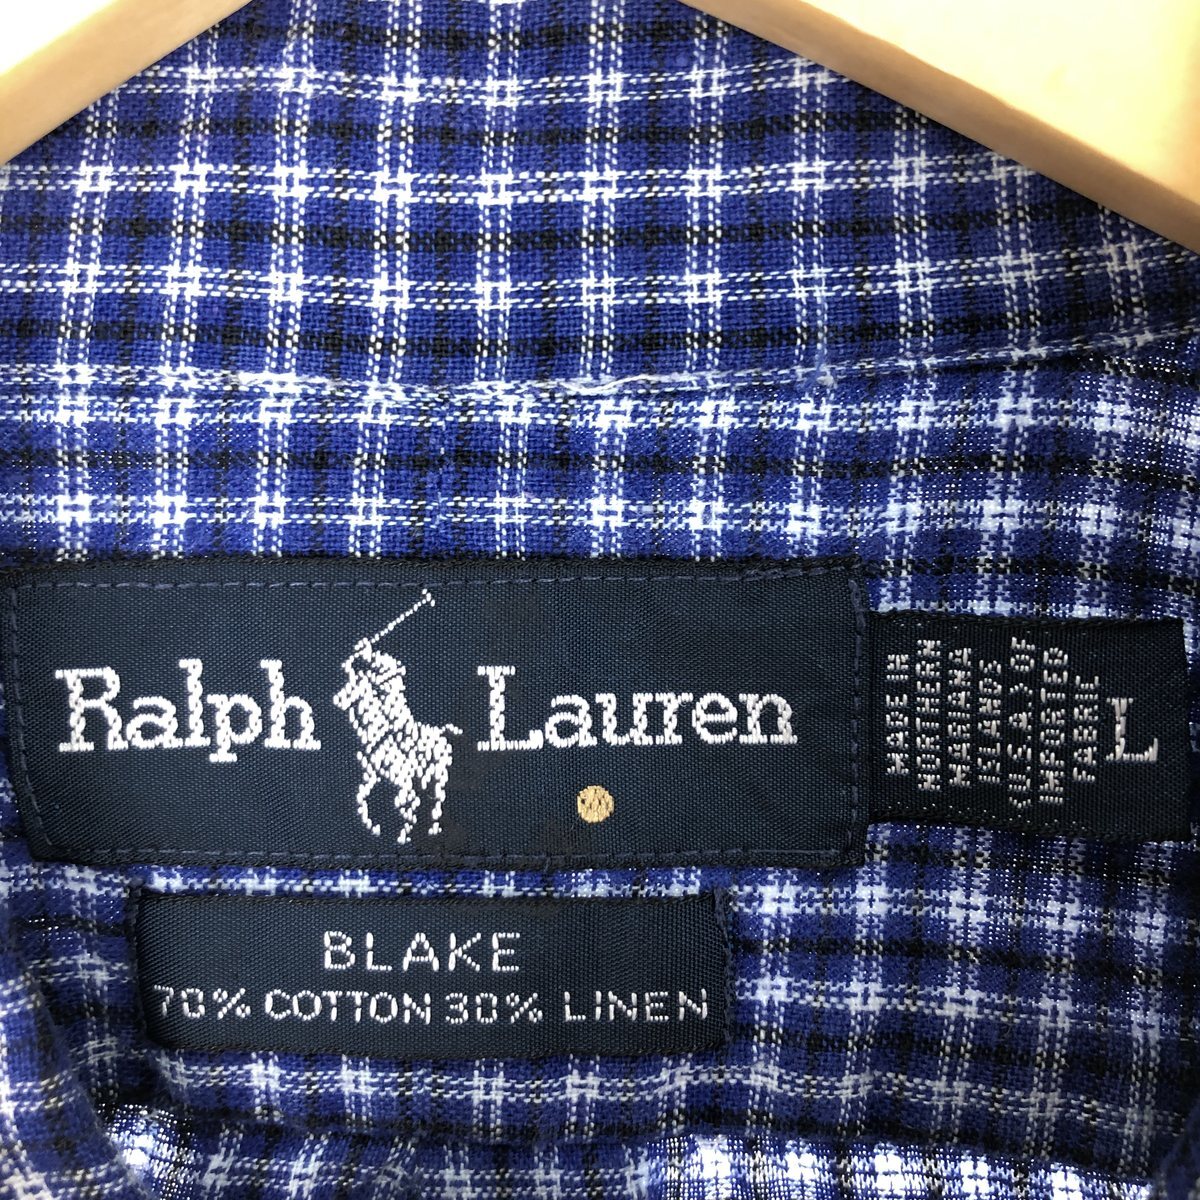 Ralph Lauren
MADE IN
NORTHERN
MARIANA
ISLANDS
(U.S.A.) OF
IMPORTED
FABRIC
L
BLAKE
70% COTTON 30% LINEN